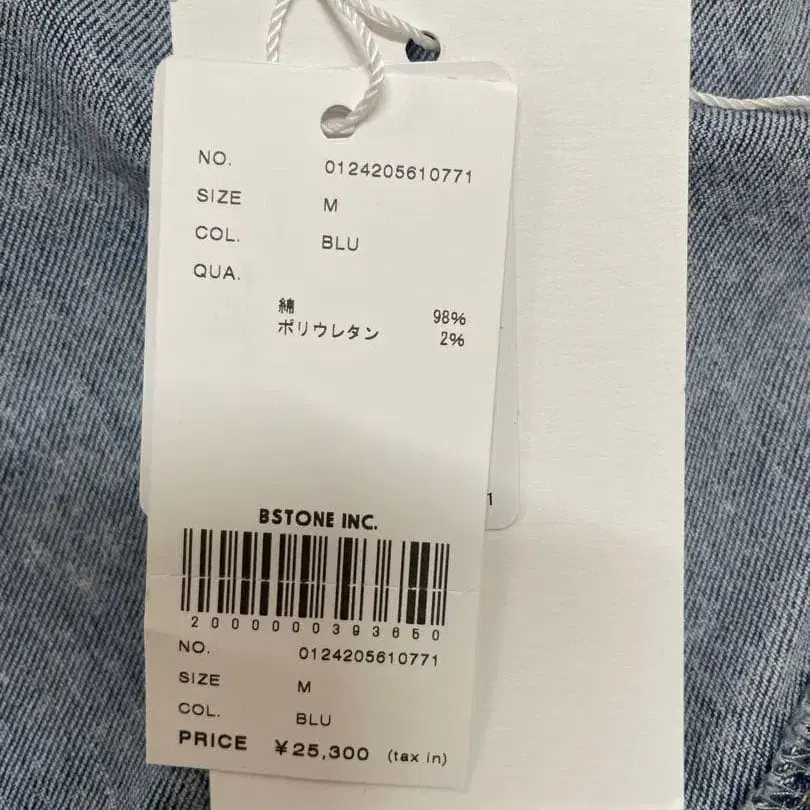 NO. 0124205610771
SIZE M
COL. BLU
QUA.
綿 98%
ポリウレタン 2%
1
BSTONE INC.
2000000393650
NO. 0124205610771
SIZE M
COL. BLU
PRICE ¥25,300 (tax in)